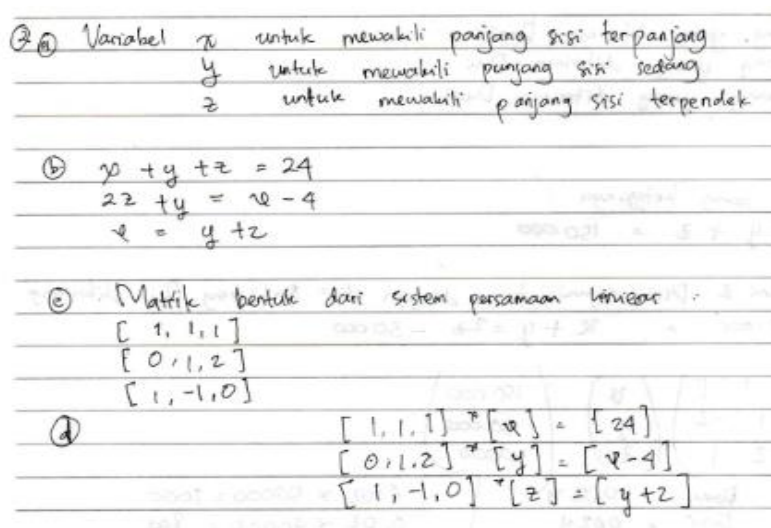 2 a Variabel x untuk mewakili panjang sisi terpanjang
y untuk mewakili punjang sisi sedang
z untuk mewakili panjang sisi terpendek
b x + y + z = 24
2z + y = x - 4
x = y + z
c Matrik bentuk dari sistem persamaan liniear :
[ 1, 1, 1 ]
[ 0, 1, 2 ]
[ 1, -1, 0 ]
d [ 1, 1, 1 ] * [x] = [ 24 ]
[ 0, 1, 2 ] * [y] = [x-4]
[ 1, -1, 0 ] * [z] = [ y+z ]